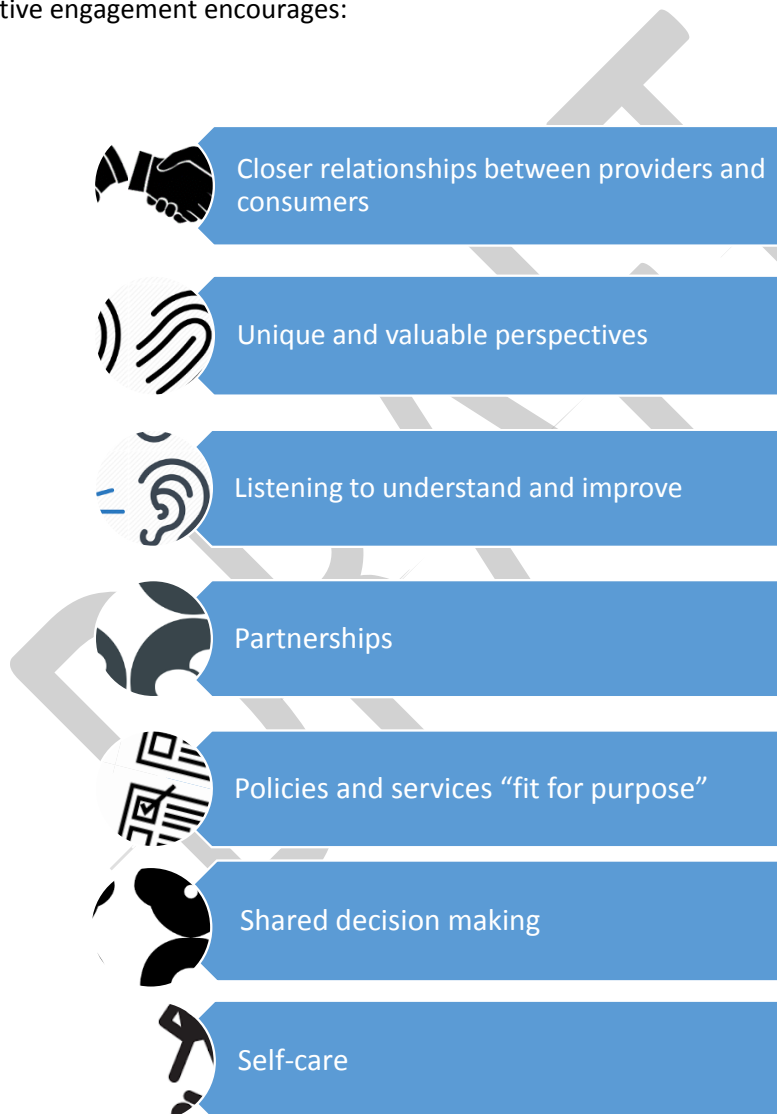 tive engagement encourages:
Closer relationships between providers and
consumers
Unique and valuable perspectives
Listening to understand and improve
Partnerships
Policies and services “fit for purpose”
Shared decision making
Self-care